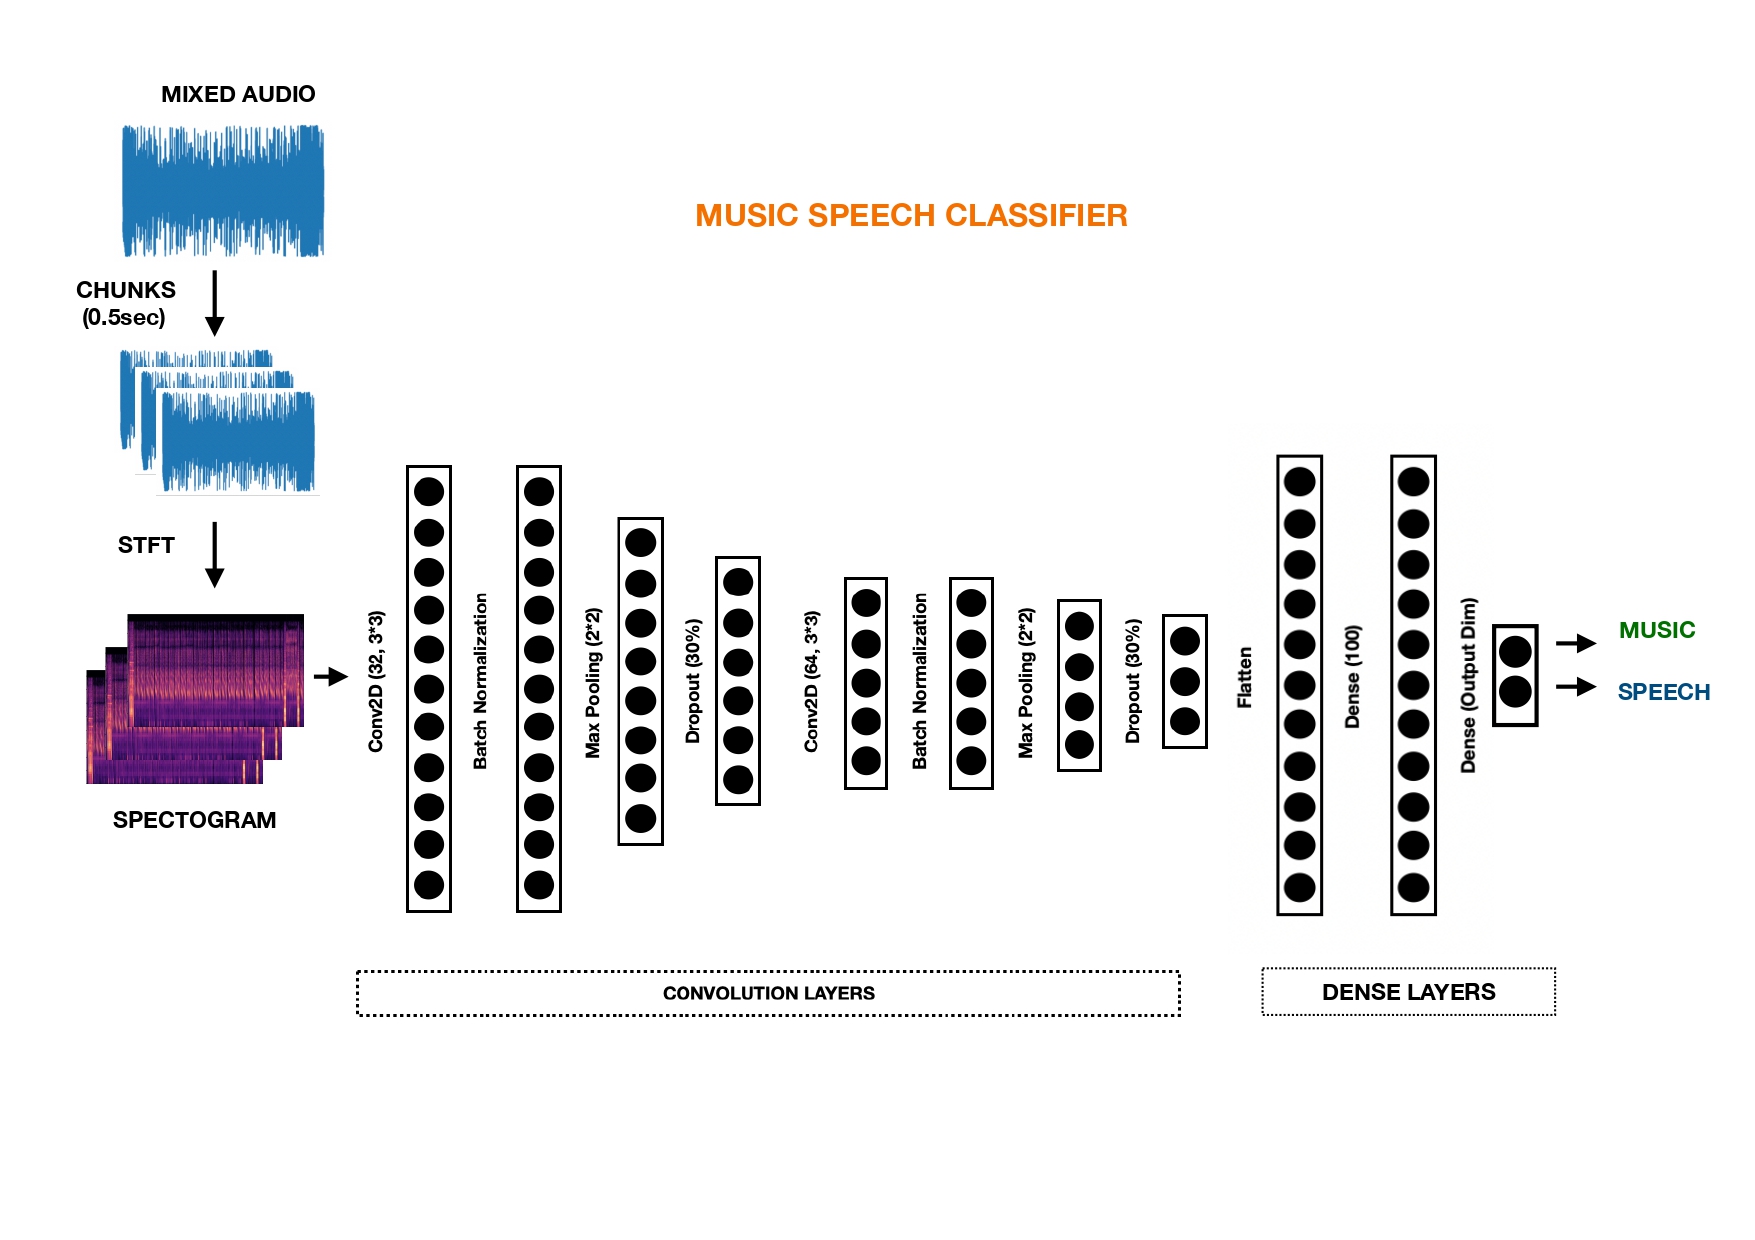 MIXED AUDIO
MUSIC SPEECH CLASSIFIER
CHUNKS
(0.5sec)
STFT
SPECTOGRAM
Conv2D (32, 3*3)
Batch Normalization
Max Pooling (2*2)
Dropout (30%)
Conv2D (64, 3*3)
Batch Normalization
Max Pooling (2*2)
Dropout (30%)
Flatten
Dense (100)
Dense (Output Dim)
MUSIC
SPEECH
CONVOLUTION LAYERS
DENSE LAYERS